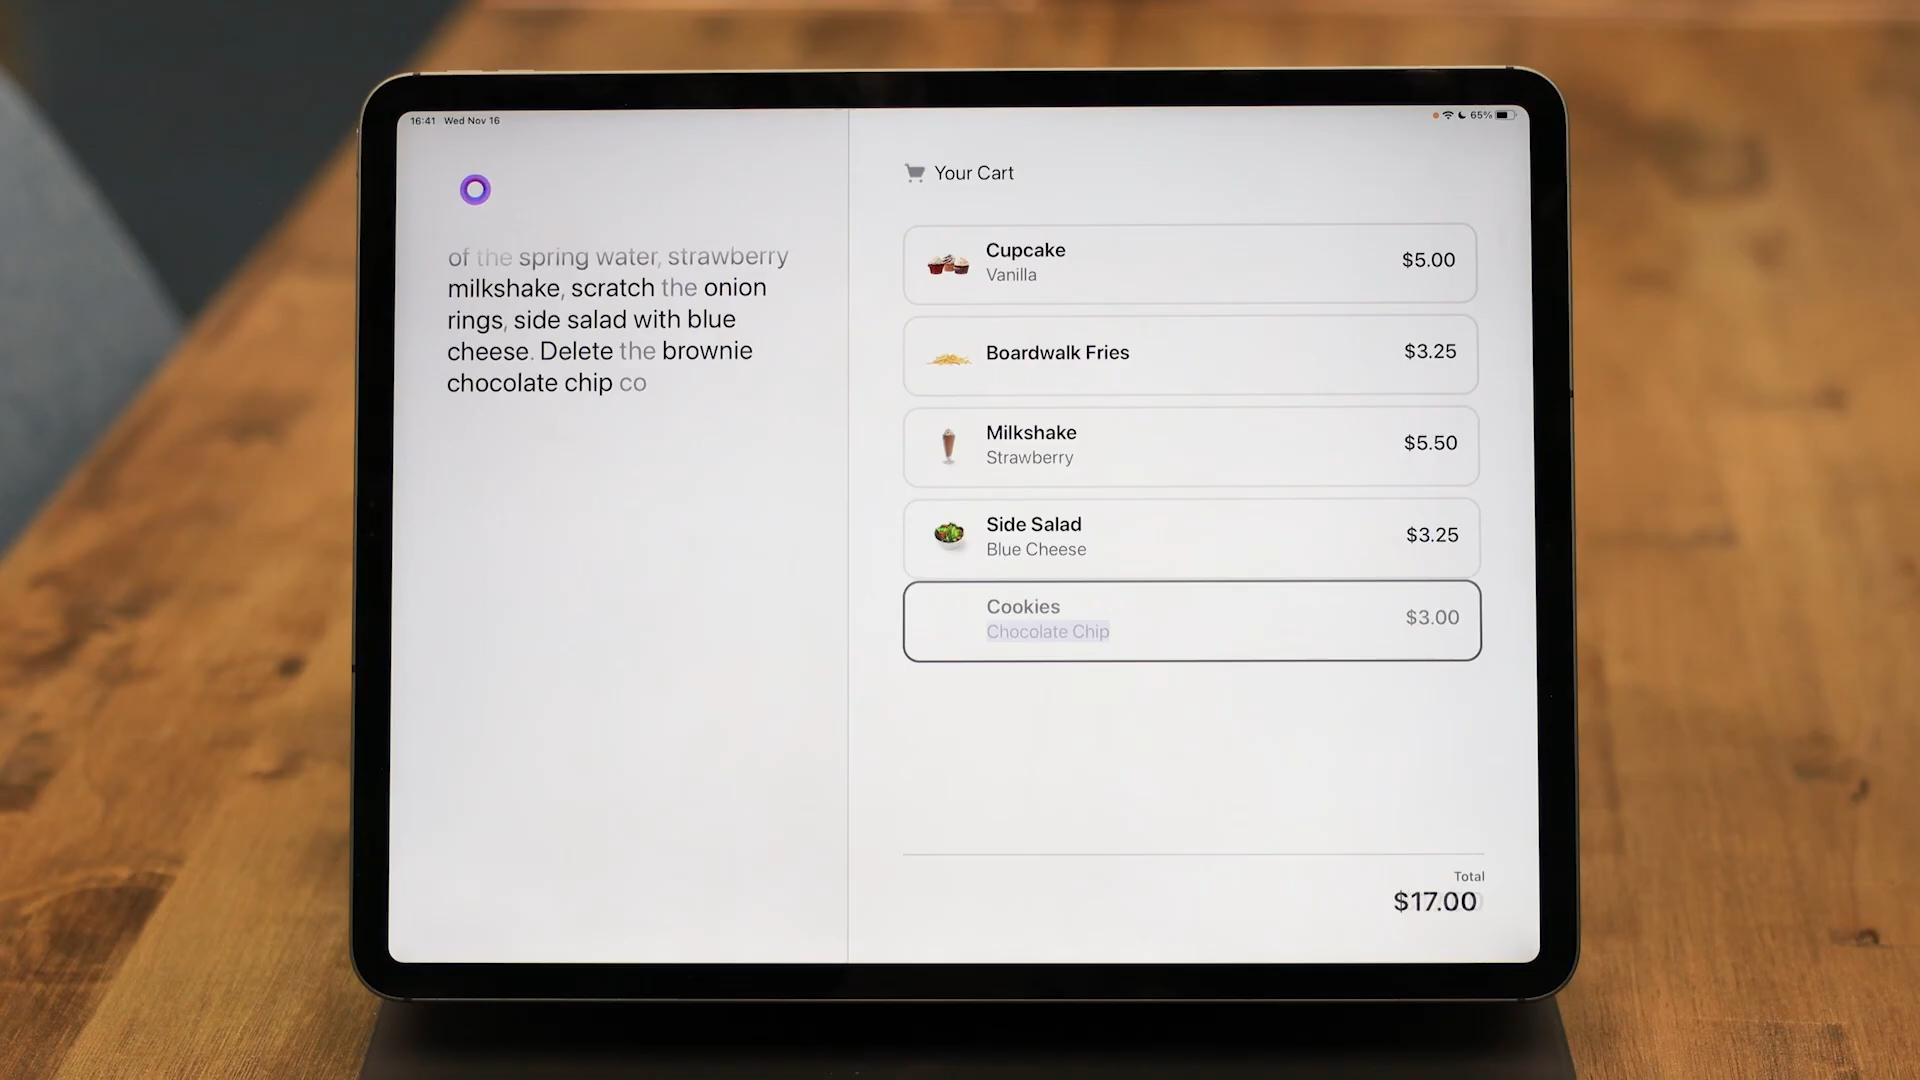 16:41 Wed Nov 16
65%
of the spring water, strawberry
milkshake, scratch the onion
rings, side salad with blue
cheese. Delete the brownie
chocolate chip co
Your Cart
Cupcake
Vanilla
$5.00
Boardwalk Fries
$3.25
Milkshake
Strawberry
$5.50
Side Salad
Blue Cheese
$3.25
Cookies
Chocolate Chip
$3.00
Total
$17.00